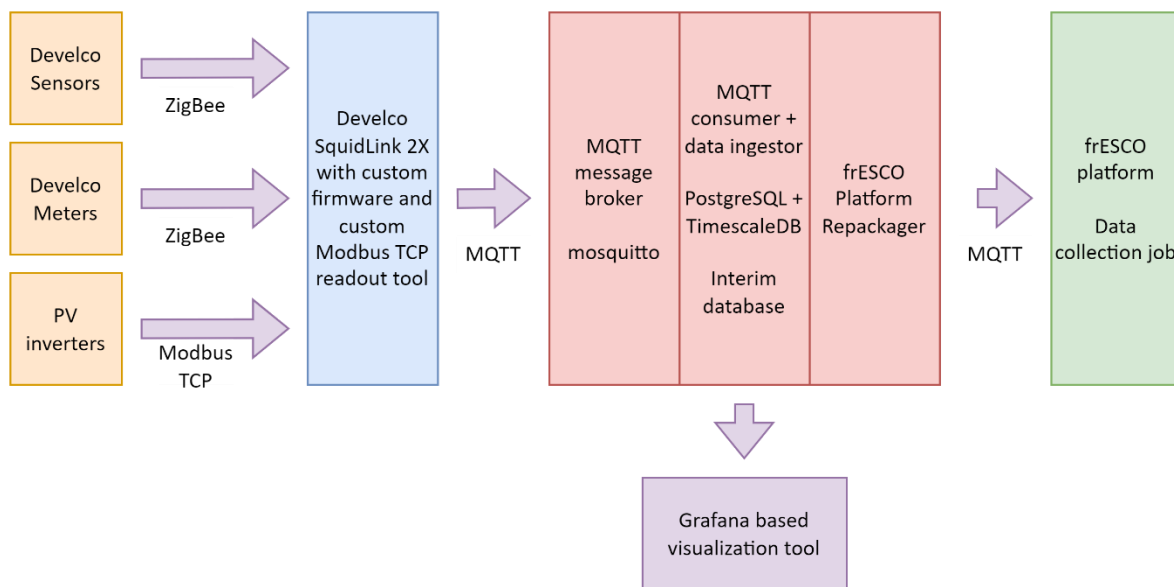 Develco
Sensors
ZigBee
Develco
Meters
ZigBee
PV
inverters
Modbus
TCP
Develco
SquidLink 2X
with custom
firmware and
custom
Modbus TCP
readout tool
MQTT
MQTT
message
broker
mosquitto
MQTT
consumer +
data ingestor
PostgreSQL +
TimescaleDB
Interim
database
frESCO
Platform
Repackager
MQTT
frESCO
platform
Data
collection job
Grafana based
visualization tool